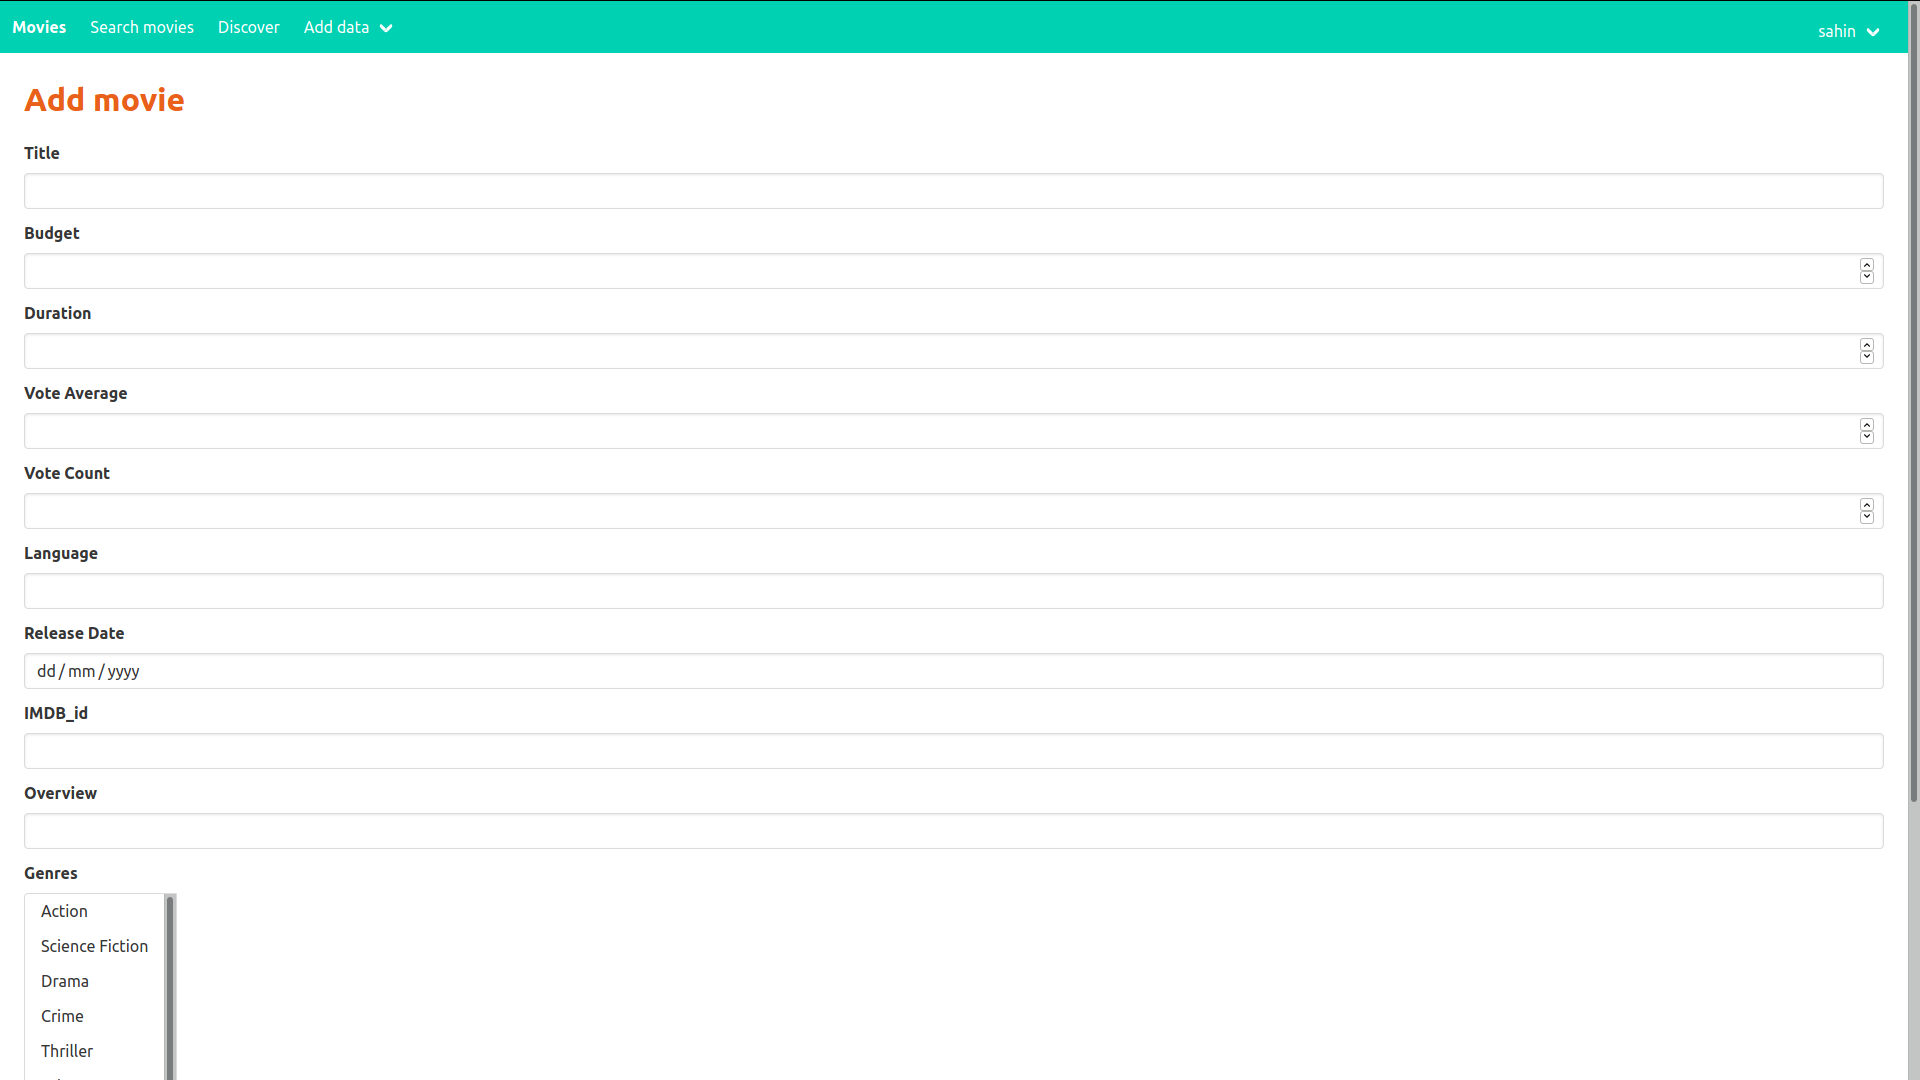 Movies Search movies Discover Add data sahin
Add movie
Title
Budget
Duration
Vote Average
Vote Count
Language
Release Date
dd/mm/yyyy
IMDB_id
Overview
Genres
Action
Science Fiction
Drama
Crime
Thriller